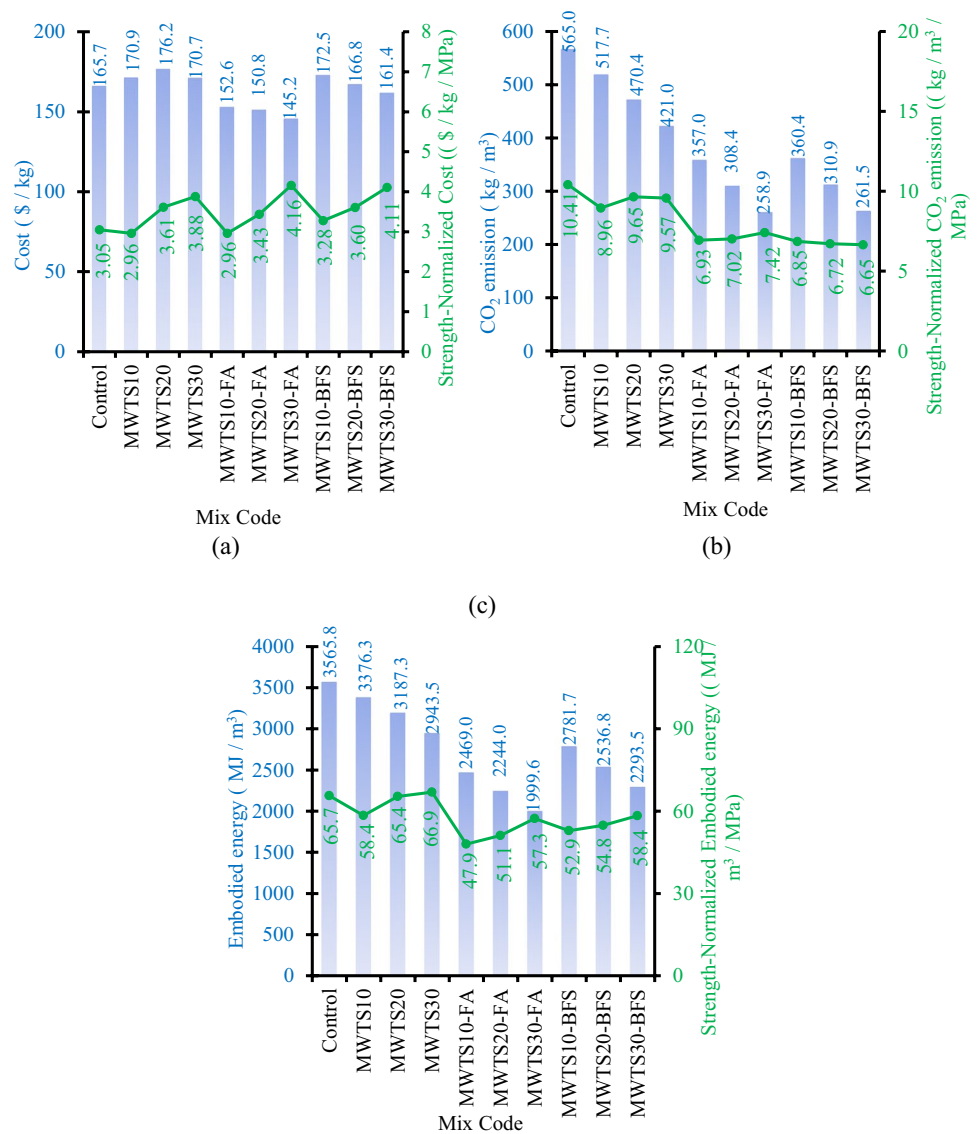 200
150
100
50
0
Cost ( $ / kg)
165.7
170.9
176.2
170.7
152.6
150.8
145.2
172.5
166.8
161.4
3.05
2.96
3.61
3.88
2.96
3.43
4.16
3.28
3.60
4.11
8
7
6
5
4
3
2
1
0
Strength-Normalized Cost (( $ / kg / MPa)
Control
MWTS10
MWTS20
MWTS30
MWTS10-FA
MWTS20-FA
MWTS30-FA
MWTS10-BFS
MWTS20-BFS
MWTS30-BFS
Mix Code
(a)
600
500
400
300
200
100
0
CO2 emission ( kg / m³)
565.0
517.7
470.4
421.0
357.0
308.4
258.9
360.4
310.9
261.5
10.41
8.96
9.65
9.57
6.93
7.02
7.42
6.85
6.72
6.65
20
15
10
5
0
Strength-Normalized CO2 emission (( kg / m³ /
MPa)
Control
MWTS10
MWTS20
MWTS30
MWTS10-FA
MWTS20-FA
MWTS30-FA
MWTS10-BFS
MWTS20-BFS
MWTS30-BFS
Mix Code
(b)
(c)
4000
3500
3000
2500
2000
1500
1000
500
0
Embodied energy ( MJ / m³)
3565.8
3376.3
3187.3
2943.5
2469.0
2244.0
1999.6
2781.7
2536.8
2293.5
65.7
58.4
65.4
66.9
47.9
51.1
57.3
52.9
54.8
58.4
120
90
60
30
0
Strength-Normalized Embodied energy (( MJ /
m³ / MPa)
Control
MWTS10
MWTS20
MWTS30
MWTS10-FA
MWTS20-FA
MWTS30-FA
MWTS10-BFS
MWTS20-BFS
MWTS30-BFS
Mix Code